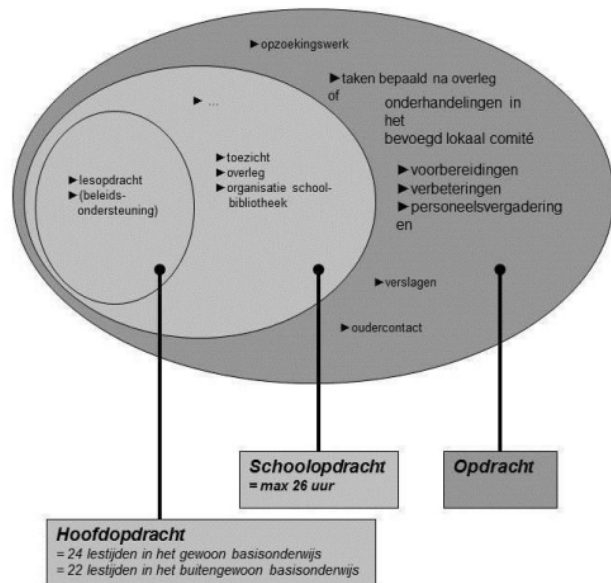 ►opzoekingswerk
►taken bepaald na overleg
of
onderhandelingen in
het
bevoegd lokaal comité
►...
►toezicht
►overleg
►organisatie school-
bibliotheek
►lesopdracht
►(beleids-
ondersteuning)
►voorbereidingen
►verbeteringen
►personeelsvergadering
en
►verslagen
►oudercontact
Schoolopdracht
= max 26 uur
Opdracht
Hoofdopdracht
= 24 lestijden in het gewoon basisonderwijs
= 22 lestijden in het buitengewoon basisonderwijs